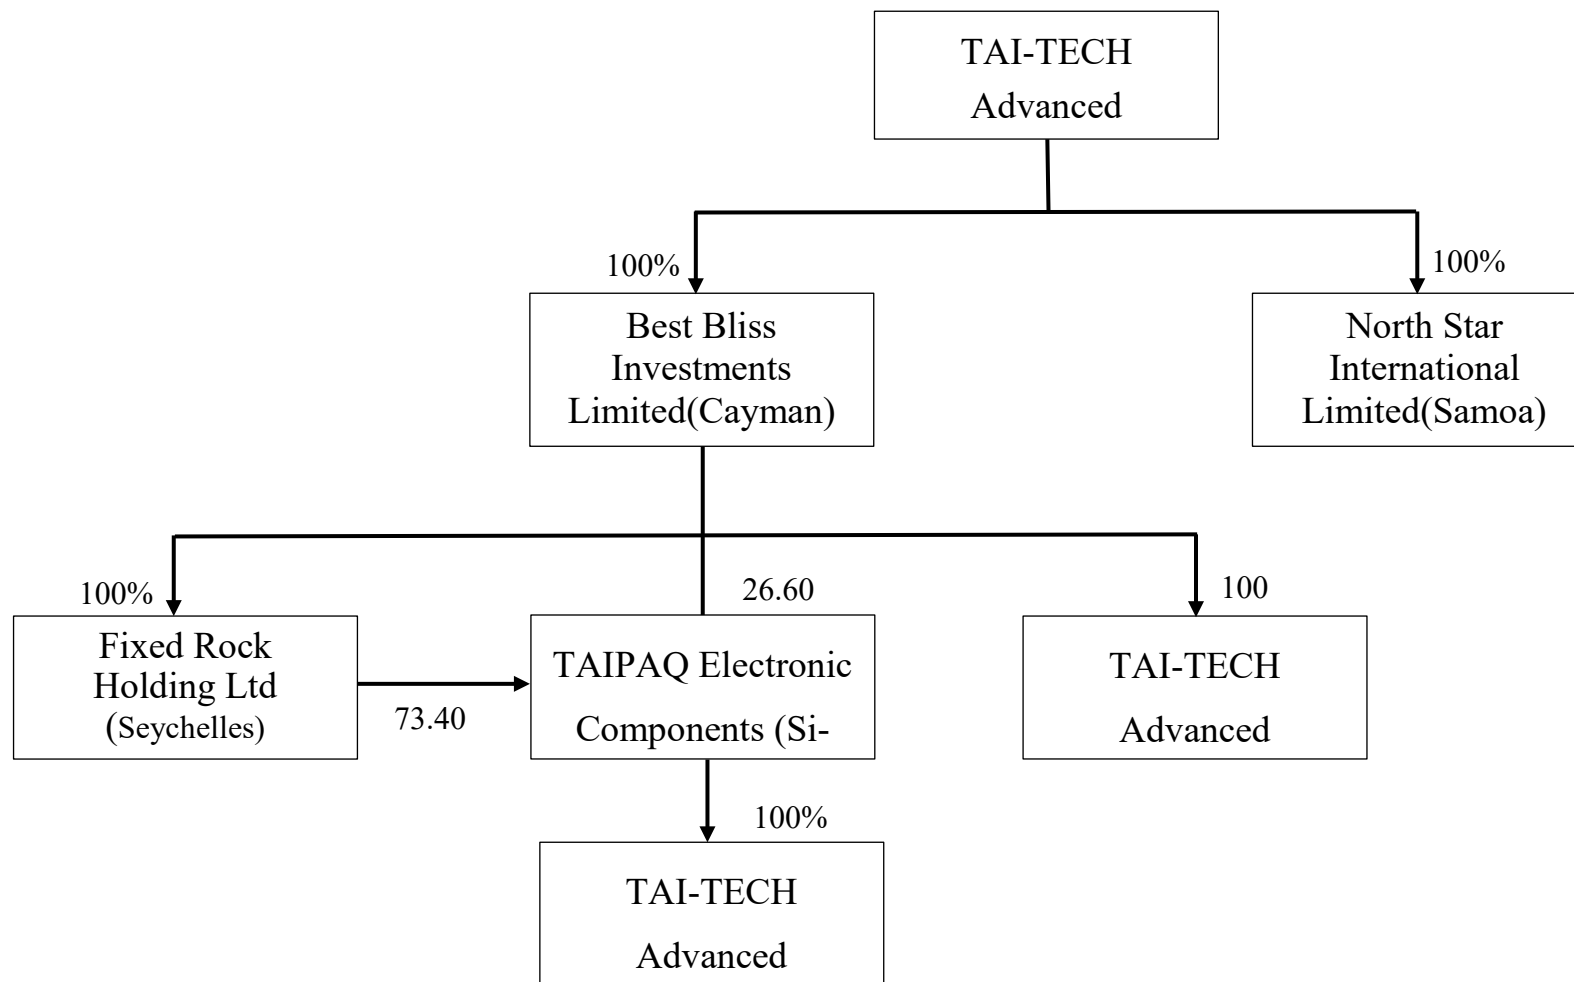 TAI-TECH
Advanced
100%
100%
Best Bliss
Investments
Limited(Cayman)
North Star
International
Limited(Samoa)
100%
26.60
100
Fixed Rock
Holding Ltd
(Seychelles)
73.40
TAIPAQ Electronic
Components (Si-
TAI-TECH
Advanced
100%
TAI-TECH
Advanced